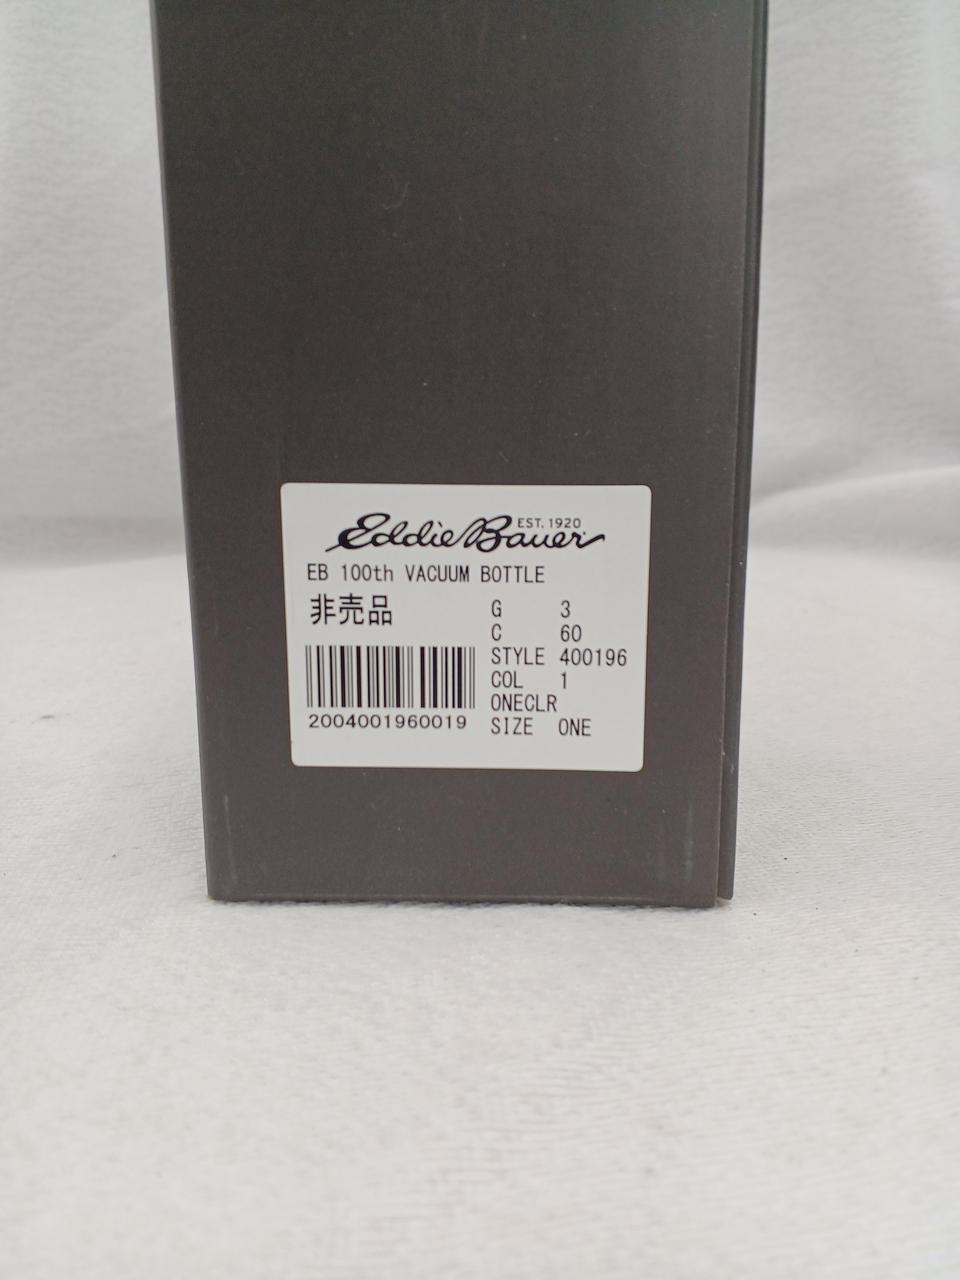 Eddie Bauer EST. 1920
EB 100th VACUUM BOTTLE
非売品
G 3
C 60
STYLE 400196
COL 1
ONECLR
SIZE ONE
2004001960019